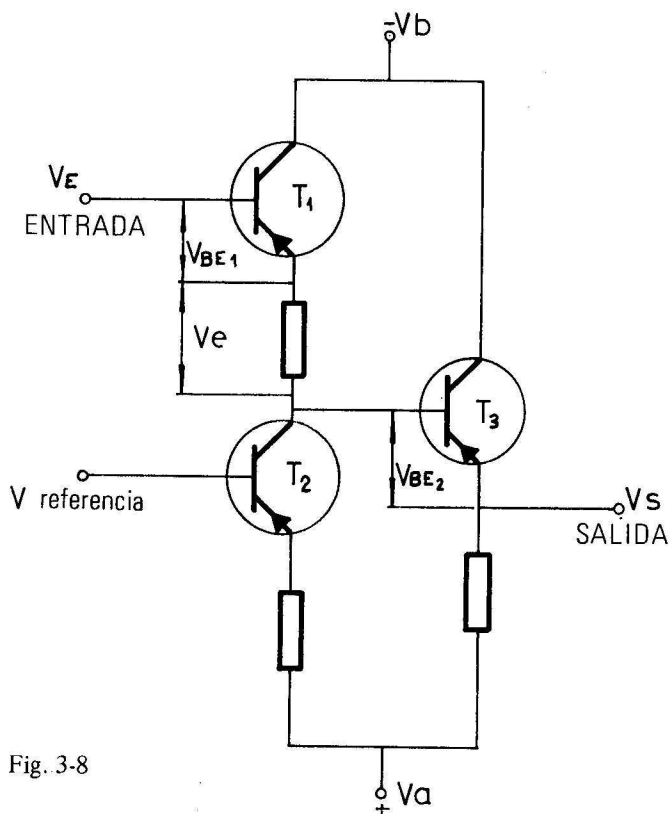 -Vb
VE
ENTRADA
T1
VBE1
Ve
T3
T2
VBE2
V referencia
Vs
SALIDA
Fig. 3-8
Va
+